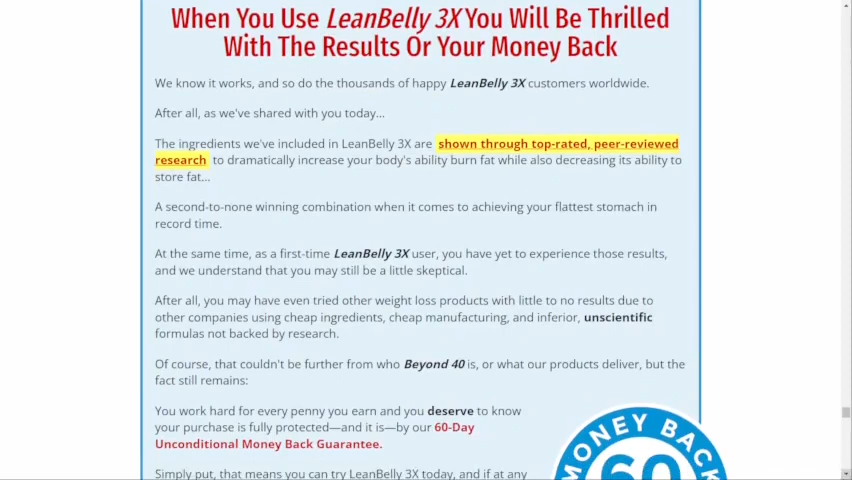 When You Use LeanBelly 3X You Will Be Thrilled
With The Results Or Your Money Back
We know it works, and so do the thousands of happy LeanBelly 3X customers worldwide.
After all, as we've shared with you today...
The ingredients we've included in LeanBelly 3X are shown through top-rated, peer-reviewed
research to dramatically increase your body's ability burn fat while also decreasing its ability to
store fat...
A second-to-none winning combination when it comes to achieving your flattest stomach in
record time.
At the same time, as a first-time LeanBelly 3X user, you have yet to experience those results,
and we understand that you may still be a little skeptical.
After all, you may have even tried other weight loss products with little to no results due to
other companies using cheap ingredients, cheap manufacturing, and inferior, unscientific
formulas not backed by research.
Of course, that couldn't be further from who Beyond 40 is, or what our products deliver, but the
fact still remains:
You work hard for every penny you earn and you deserve to know
your purchase is fully protected—and it is—by our 60-Day
Unconditional Money Back Guarantee.
Simply put, that means you can try LeanBelly 3X today, and if at any
MONEY BACK
60